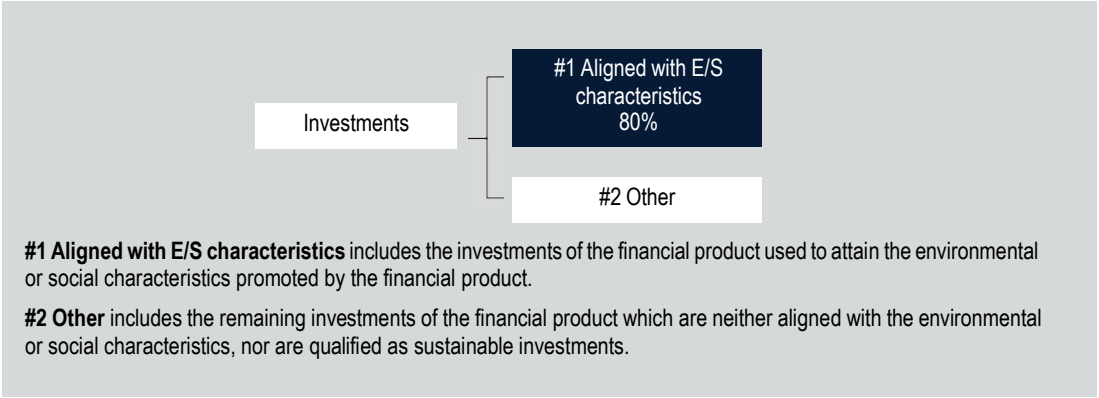 #1 Aligned with E/S
characteristics
80%
Investments
#2 Other
#1 Aligned with E/S characteristics includes the investments of the financial product used to attain the environmental
or social characteristics promoted by the financial product.
#2 Other includes the remaining investments of the financial product which are neither aligned with the environmental
or social characteristics, nor are qualified as sustainable investments.